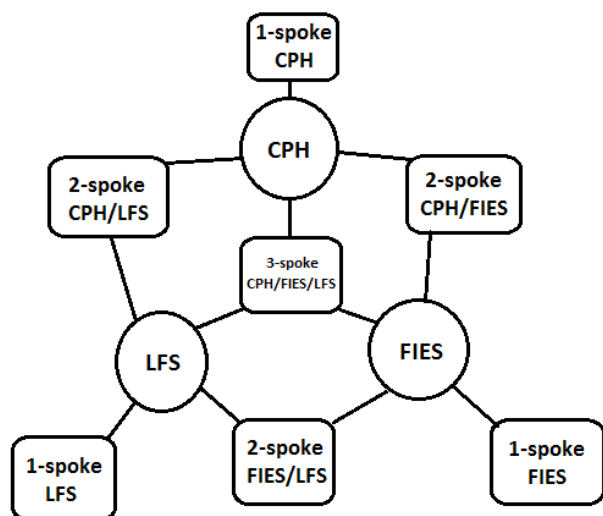 1-spoke
CPH
CPH
2-spoke
CPH/LFS
2-spoke
CPH/FIES
3-spoke
CPH/FIES/LFS
LFS
FIES
1-spoke
LFS
2-spoke
FIES/LFS
1-spoke
FIES